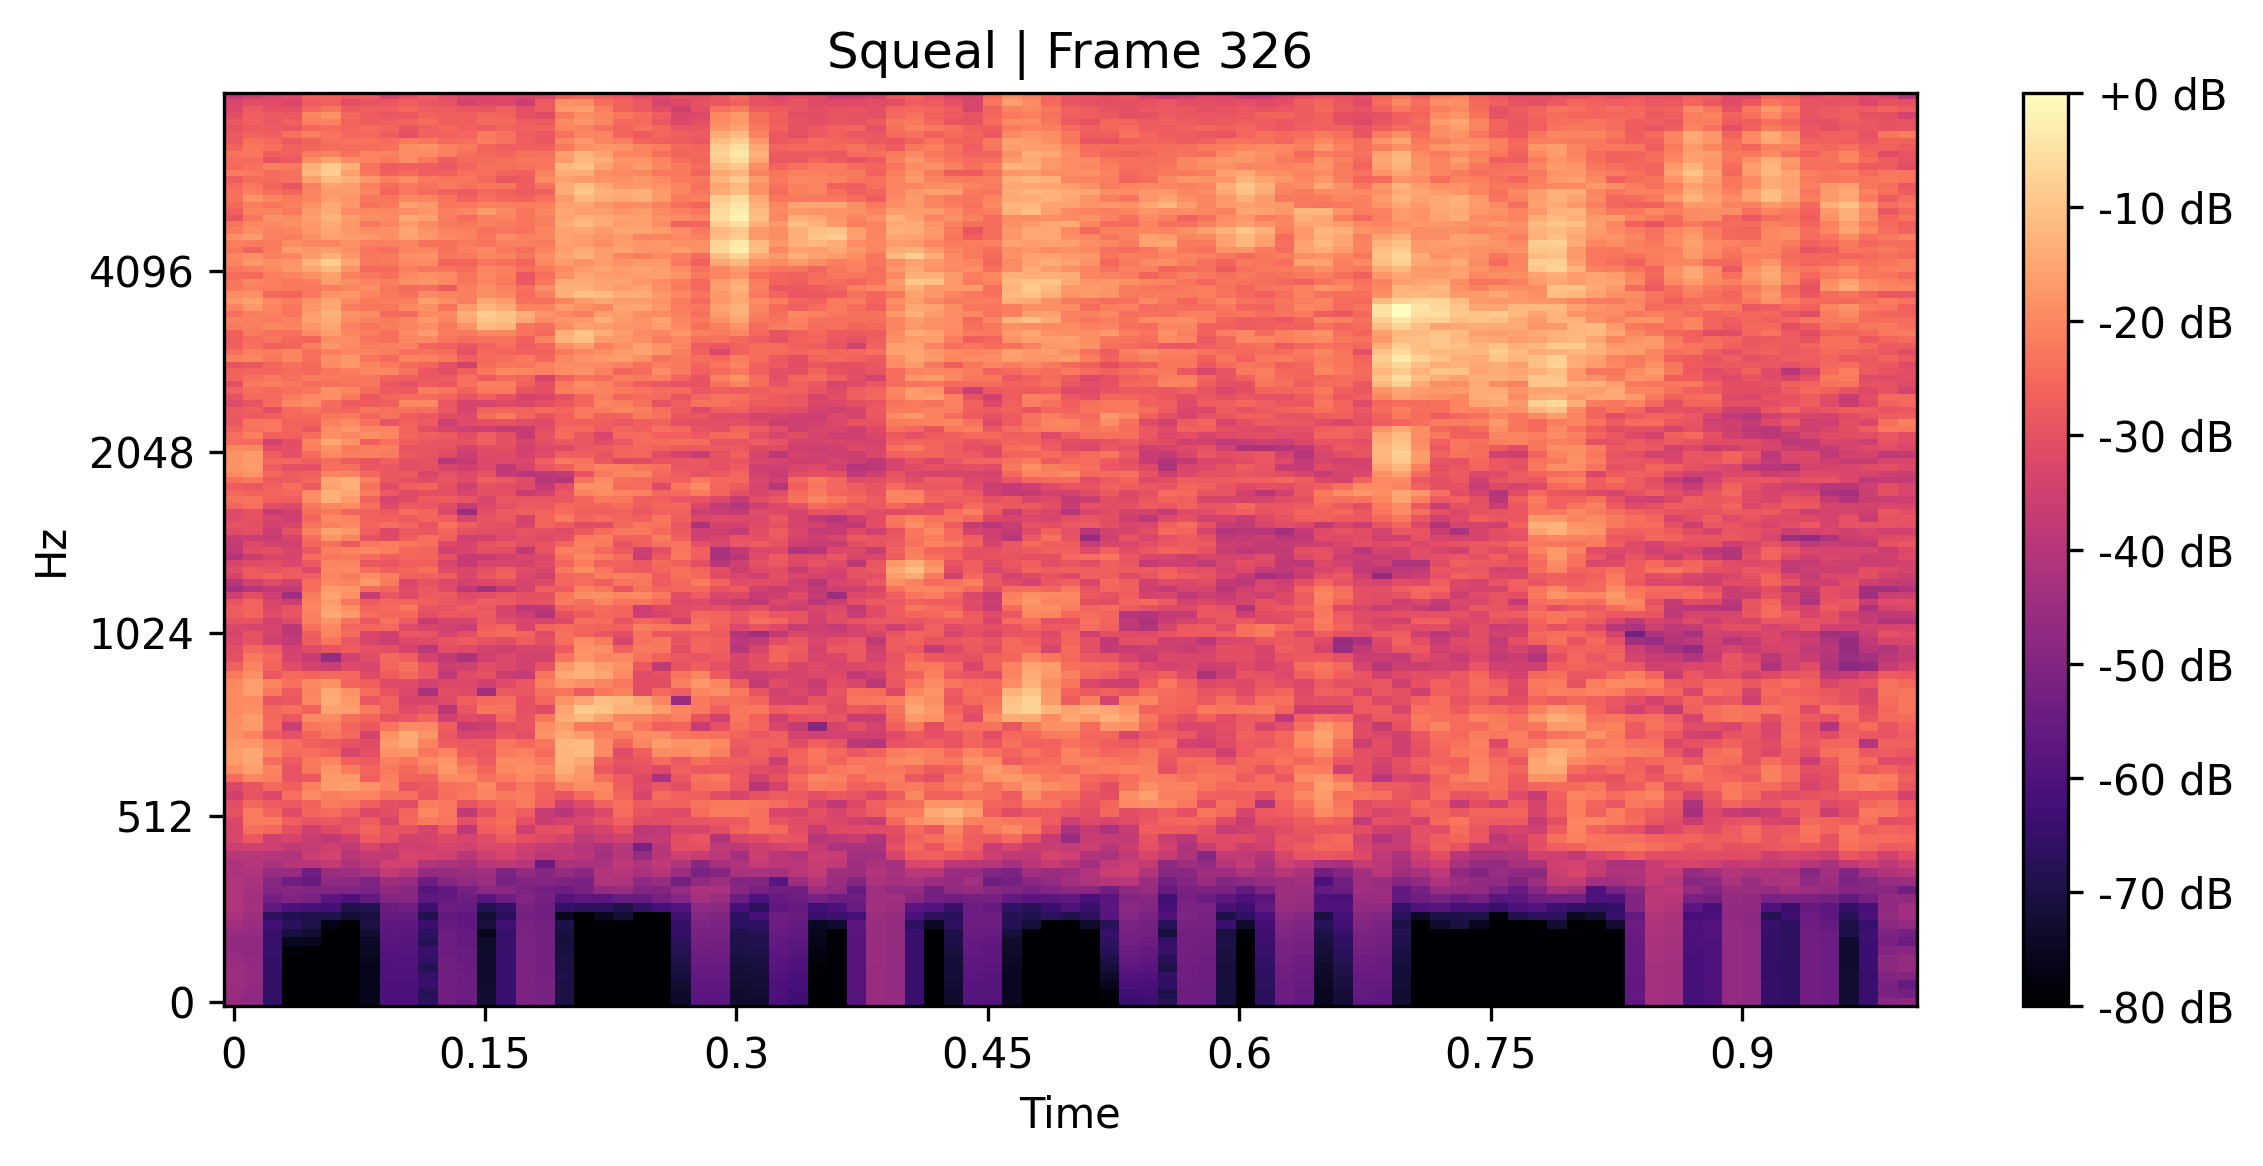 Squeal | Frame 326
+0 dB
-10 dB
-20 dB
-30 dB
-40 dB
-50 dB
-60 dB
-70 dB
-80 dB
Hz
4096
2048
1024
512
0
0 0.15 0.3 0.45 0.6 0.75 0.9
Time